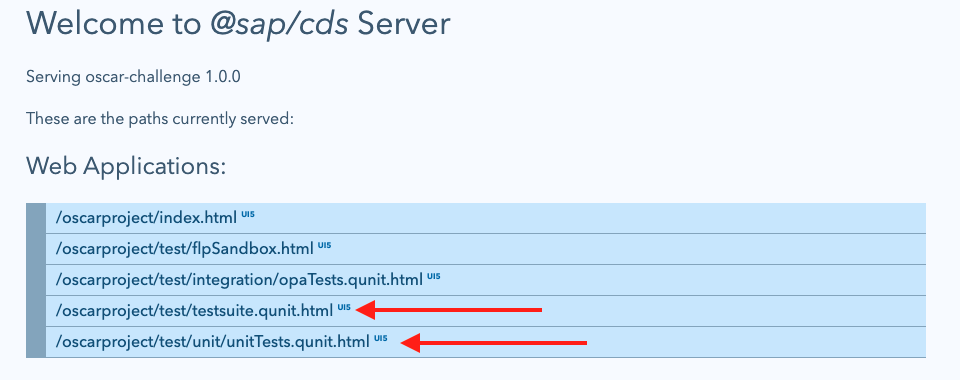 Welcome to @sap/cds Server
Serving oscar-challenge 1.0.0
These are the paths currently served:
Web Applications:
/oscarproject/index.html UI5
/oscarproject/test/flpSandbox.html UI5
/oscarproject/test/integration/opaTests.qunit.html UI5
/oscarproject/test/testsuite.qunit.html UI5
/oscarproject/test/unit/unitTests.qunit.html UI5